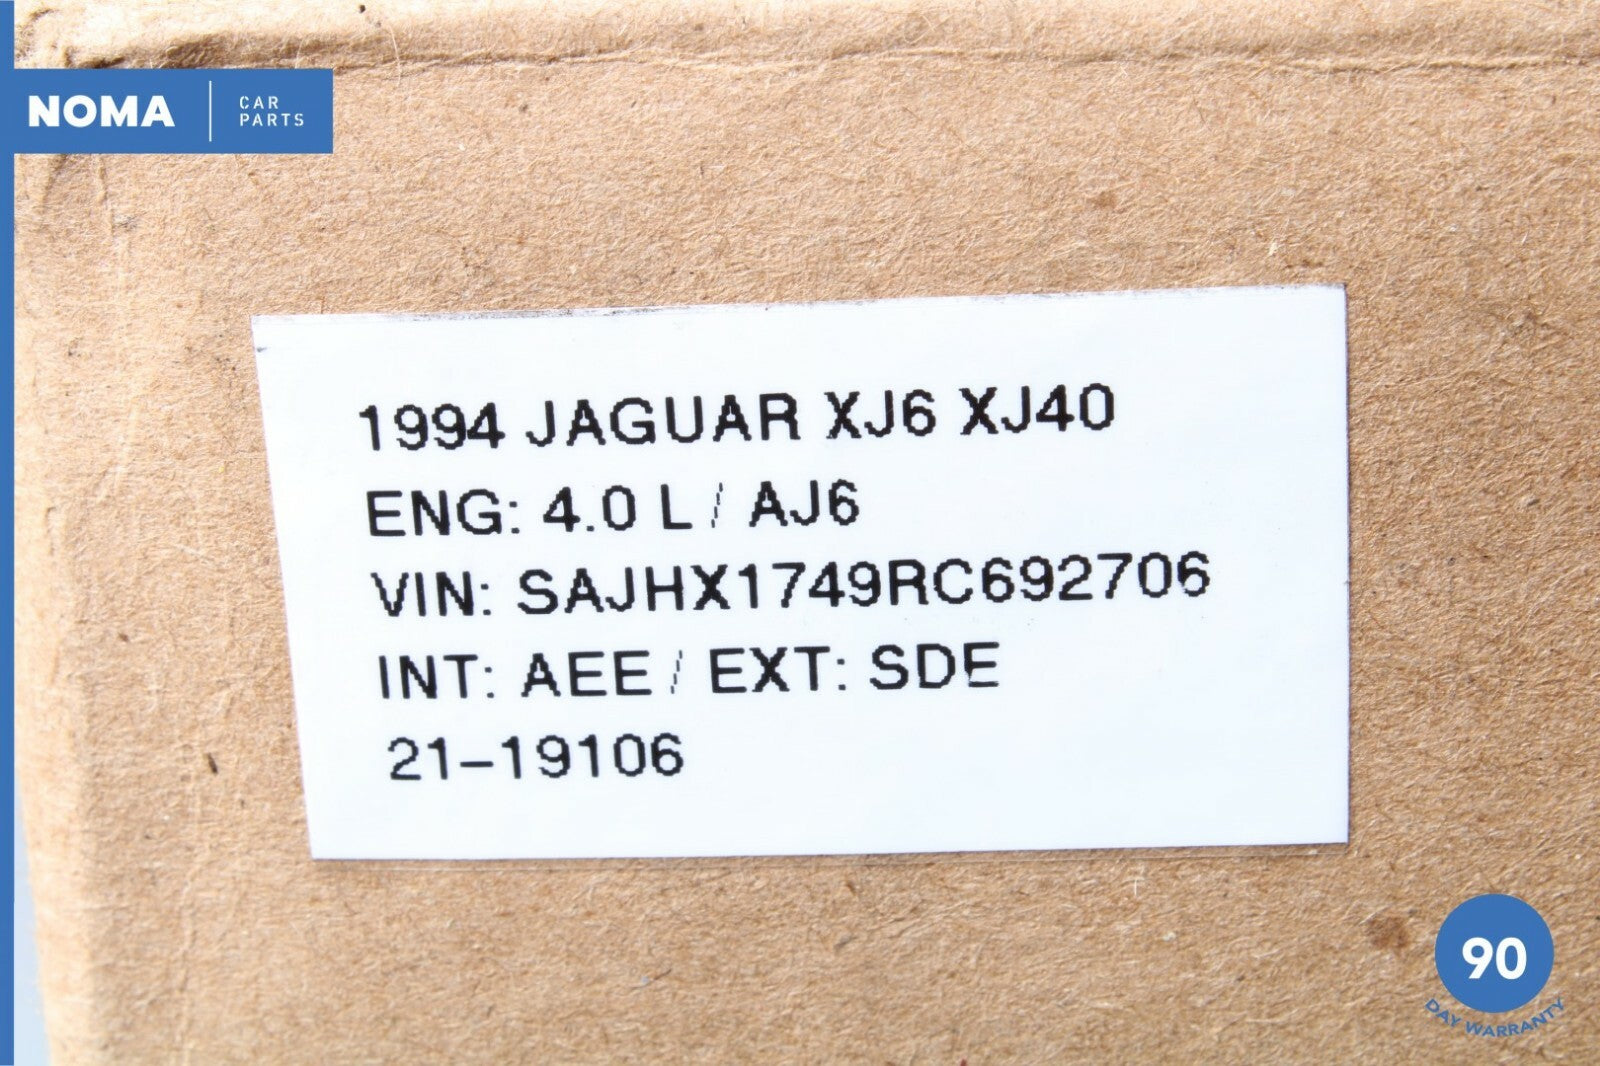 NOMA
CAR
PARTS
1994 JAGUAR XJ6 XJ40
ENG: 4.0 L / AJ6
VIN: SAJHX1749RC692706
INT: AEE / EXT: SDE
21-19106
90
DAY WARRANTY